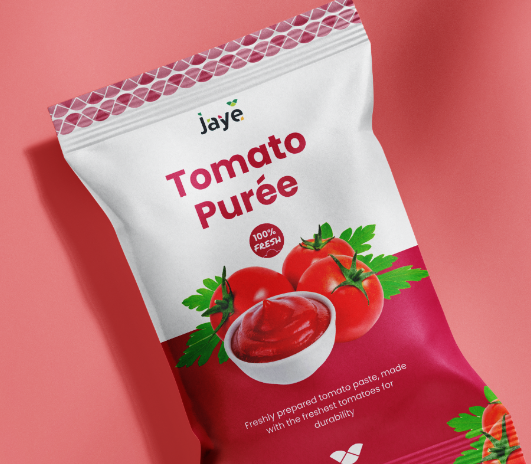 jaye
Tomato
Purée
100%
FRESH
Freshly prepared tomato paste, made
with the freshest tomatoes for
durability